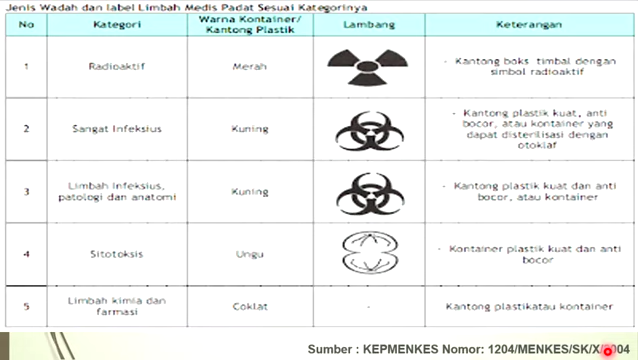 Jenis Wadah dan label Limbah Medis Padat Sesuai Kategorinya
No Kategori Warna Kontainer/ Kantong Plastik Lambang Keterangan
1 Radioaktif Merah - Kantong boks timbal dengan simbol radioaktif
2 Sangat Infeksius Kuning - Kantong plastik kuat, anti bocor, atau kontainer yang dapat disterilisasi dengan otoklaf
3 Limbah Infeksius, patologi dan anatomi Kuning - Kantong plastik kuat dan anti bocor, atau kontainer
4 Sitotoksis Ungu - Kontainer plastik kuat dan anti bocor
5 Limbah kimia dan farmasi Coklat - Kantong plastikatau kontainer
Sumber : KEPMENKES Nomor: 1204/MENKES/SK/X/2004